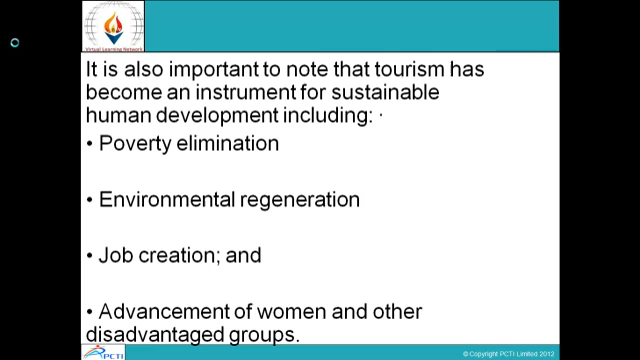 Virtual Learning Network
It is also important to note that tourism has
become an instrument for sustainable
human development including: ·
• Poverty elimination
• Environmental regeneration
• Job creation; and
• Advancement of women and other
disadvantaged groups.
PCTI
© Copyright PCTI Limited 2012